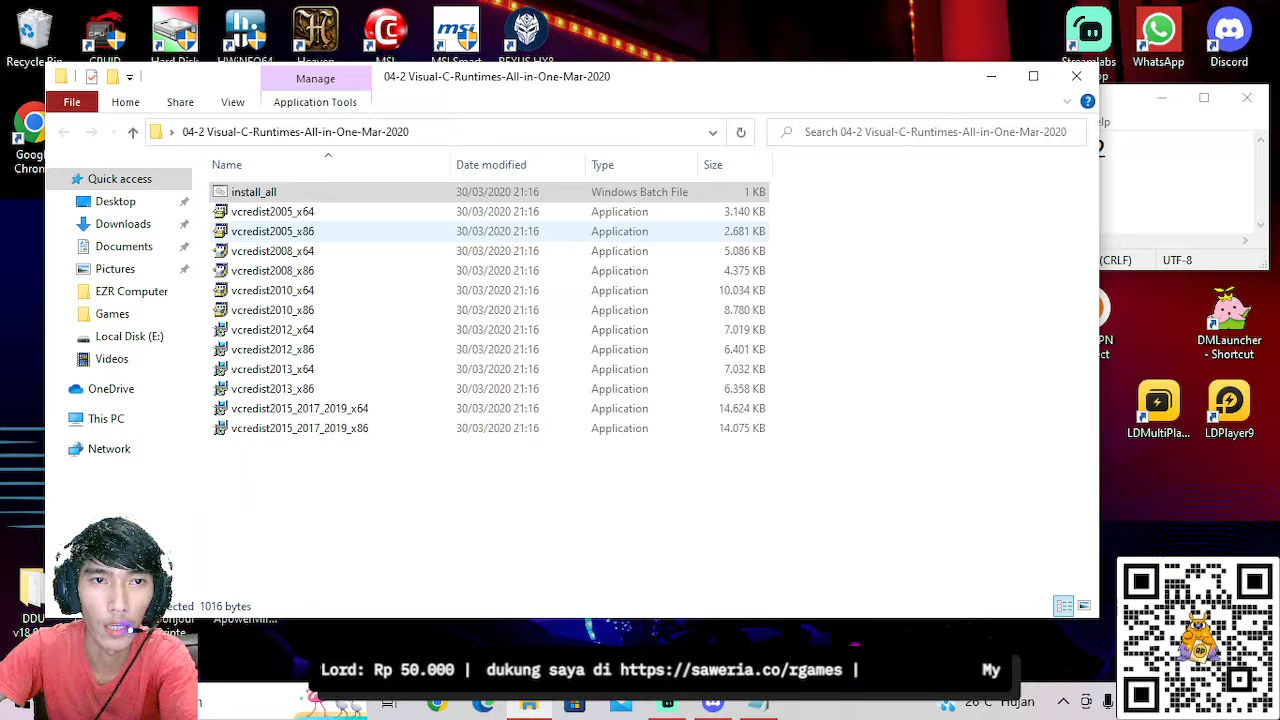 CPUID
HWiNFO64
Heaven
MSI
WhatsApp
Disco
Manage
04-2 Visual-C-Runtimes-All-in-One-Mar-2020
File
Home
Share
View
Application Tools
Help
04-2 Visual-C-Runtimes-All-in-One-Mar-2020
Search 04-2 Visual-C-Runtimes-All-in-One-Mar-2020
Name
Date modified
Type
Size
Quick access
Desktop
Downloads
Documents
Pictures
EZR Computer
Games
Local Disk (E:)
Videos
OneDrive
This PC
Network
install_all 30/03/2020 21:16 Windows Batch File 1 KB
vcredist2005_x64 30/03/2020 21:16 Application 3.140 KB
vcredist2005_x86 30/03/2020 21:16 Application 2.681 KB
vcredist2008_x64 30/03/2020 21:16 Application 5.086 KB
vcredist2008_x86 30/03/2020 21:16 Application 4.375 KB
vcredist2010_x64 30/03/2020 21:16 Application 10.034 KB
vcredist2010_x86 30/03/2020 21:16 Application 8.780 KB
vcredist2012_x64 30/03/2020 21:16 Application 7.019 KB
vcredist2012_x86 30/03/2020 21:16 Application 6.401 KB
vcredist2013_x64 30/03/2020 21:16 Application 7.032 KB
vcredist2013_x86 30/03/2020 21:16 Application 6.358 KB
vcredist2015_2017_2019_x64 30/03/2020 21:16 Application 14.624 KB
vcredist2015_2017_2019_x86 30/03/2020 21:16 Application 14.075 KB
(CRLF)
UTF-8
DMLauncher
- Shortcut
LDMultiPla...
LDPlayer9
1016 bytes
ApowerMir...
Lord: Rp 50.000 | dukung saya di https://saweria.co/rgames |
My
Rp